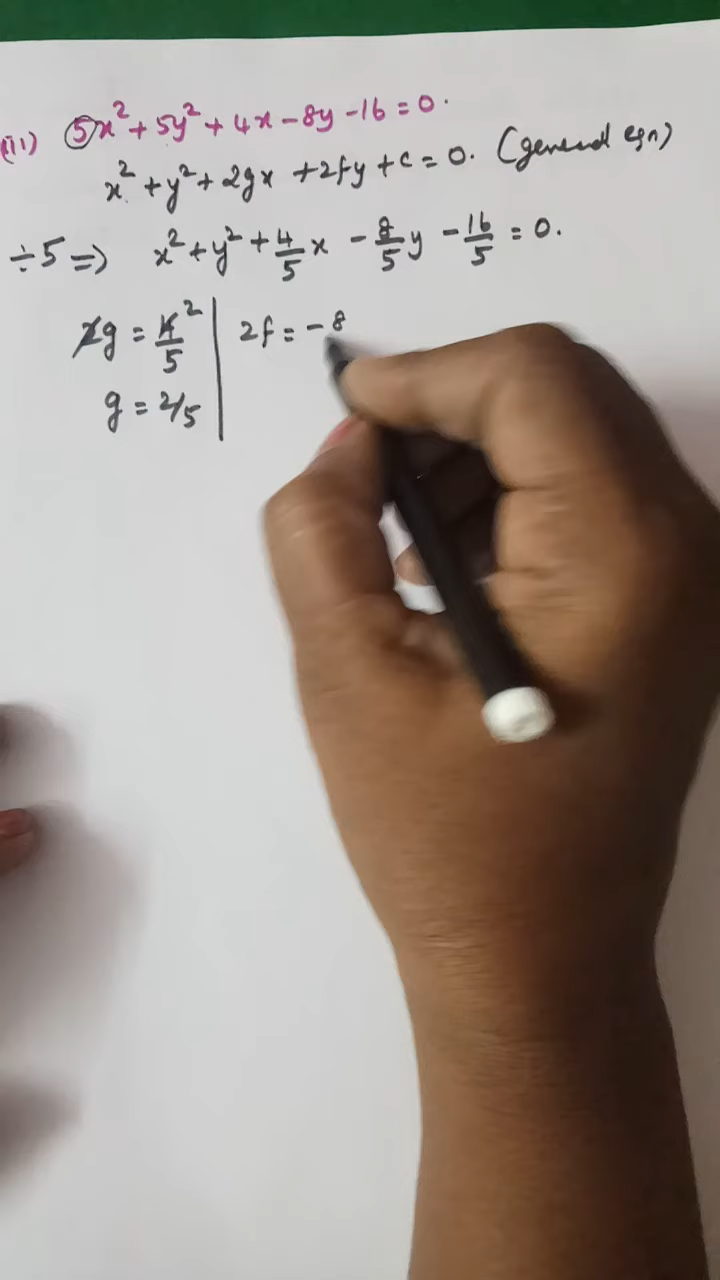 (ii) 5x² + 5y² + 4x - 8y - 16 = 0.
x² + y² + 2gx + 2fy + c = 0. (general eqn)
÷5 => x² + y² + 4/5 x - 8/5 y - 16/5 = 0.
2g = 4/5 2 | 2f = -8
g = 2/5